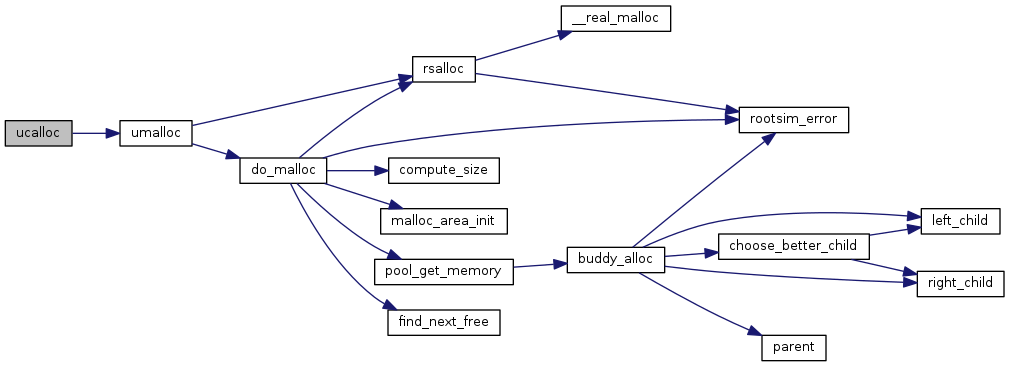 ucalloc
umalloc
rsalloc
__real_malloc
rootsim_error
do_malloc
compute_size
malloc_area_init
pool_get_memory
find_next_free
buddy_alloc
choose_better_child
left_child
right_child
parent